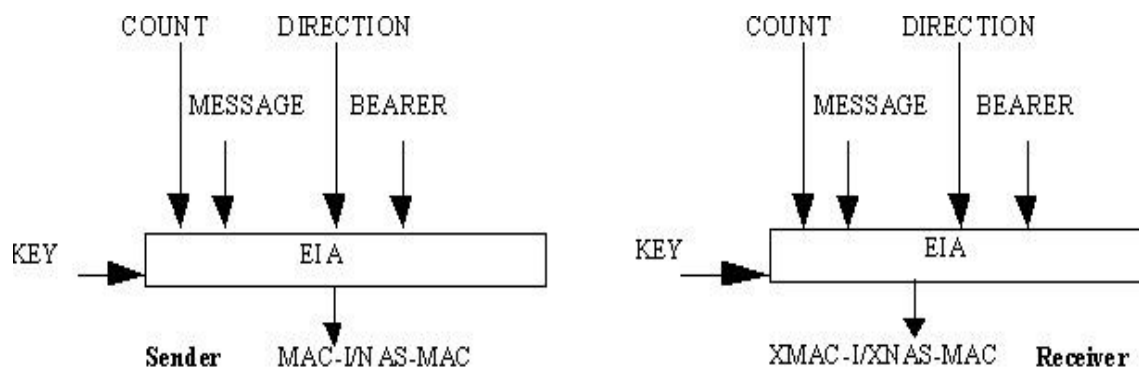 COUNT DIRECTION
MESSAGE BEARER
KEY
EIA
Sender MAC-I/NAS-MAC
COUNT DIRECTION
MESSAGE BEARER
KEY
EIA
XMAC-I/XNAS-MAC Receiver